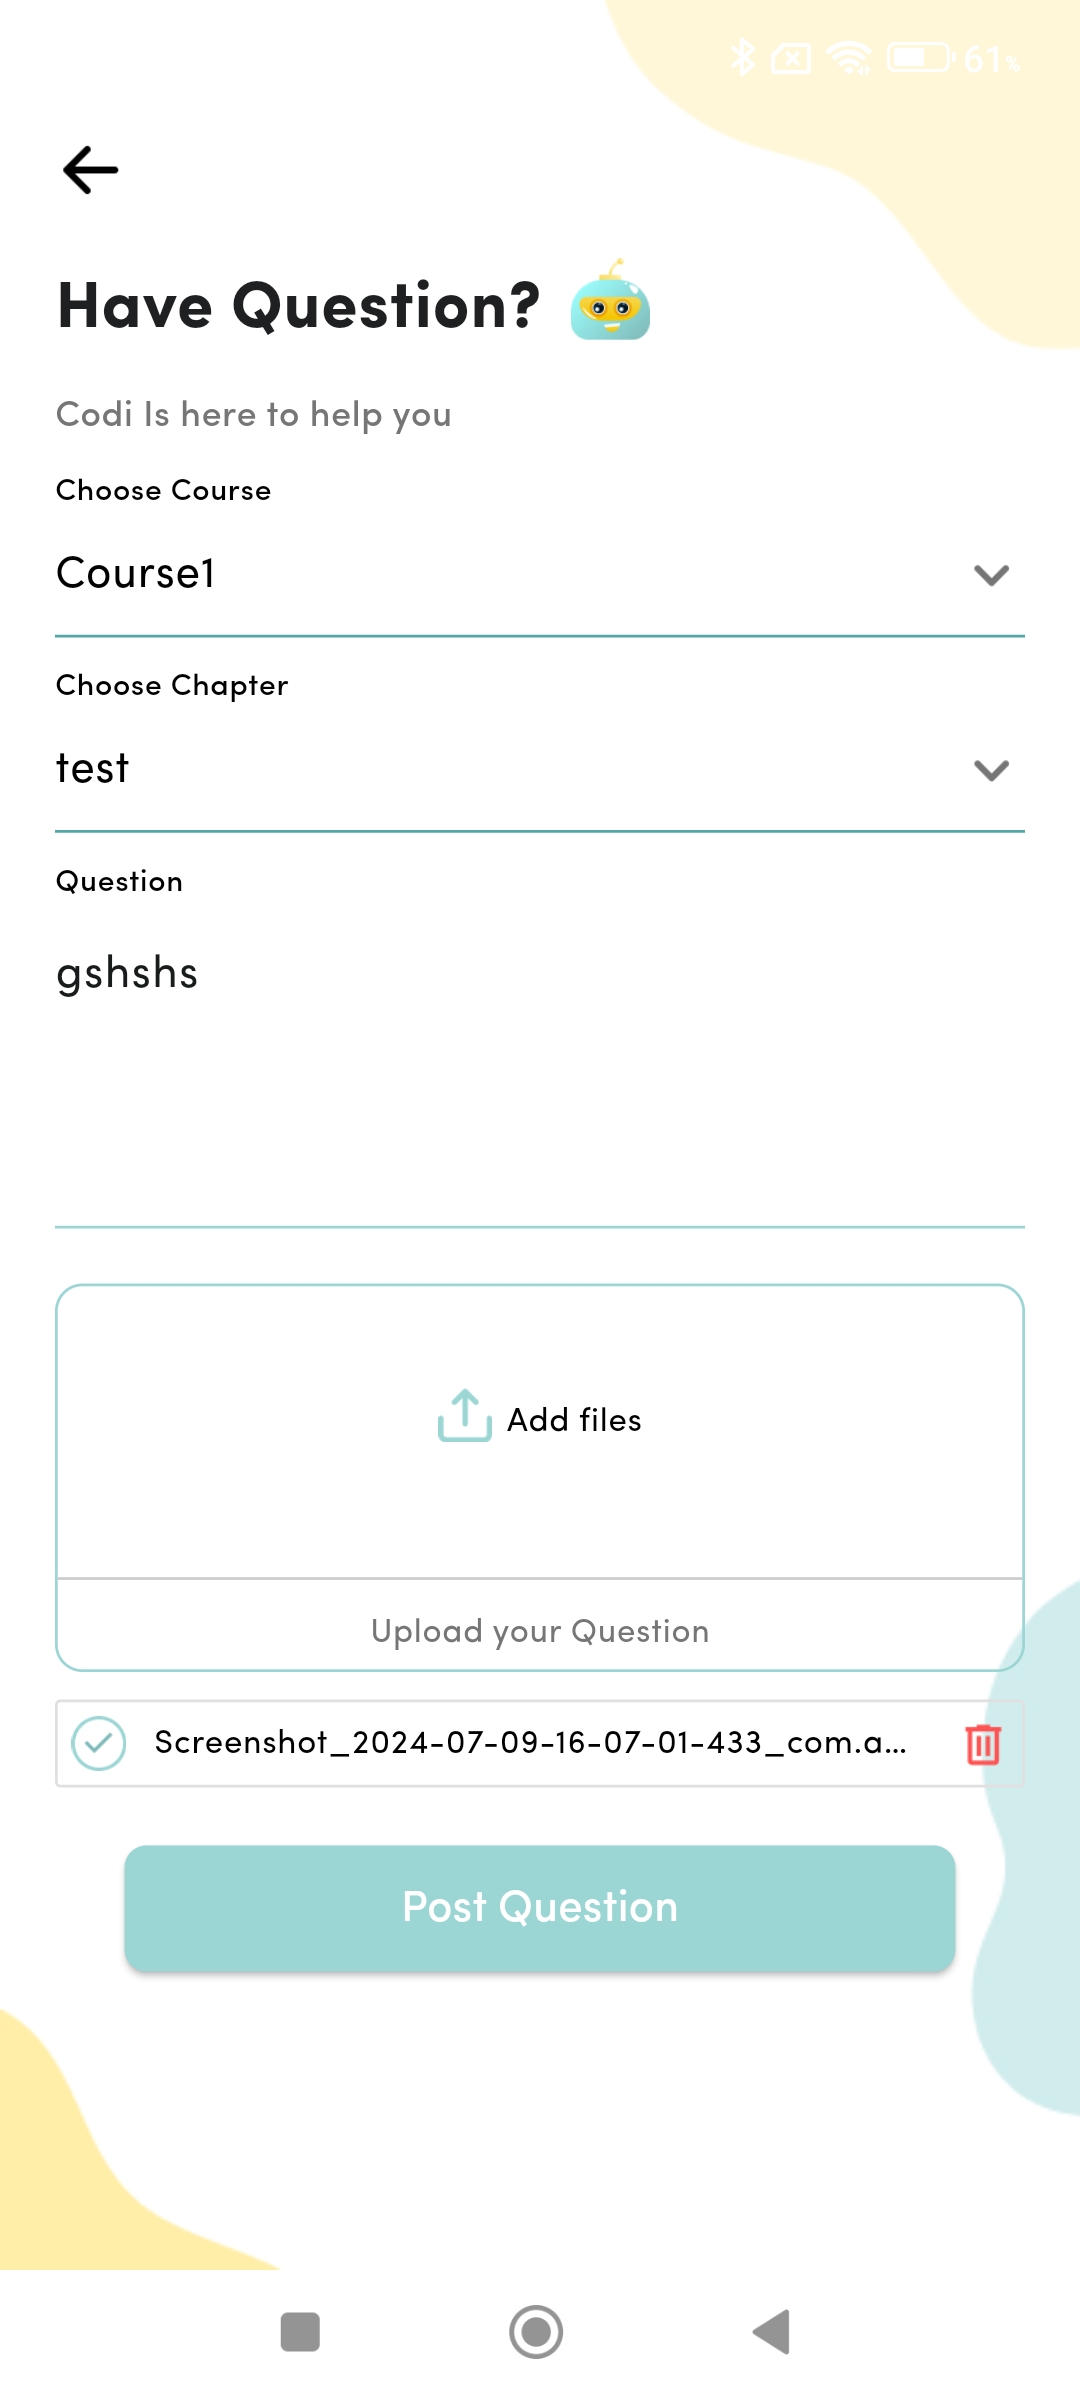 61%
Have Question?
Codi Is here to help you
Choose Course
Course1
Choose Chapter
test
Question
gshshs
Add files
Upload your Question
Screenshot_2024-07-09-16-07-01-433_com.a...
Post Question